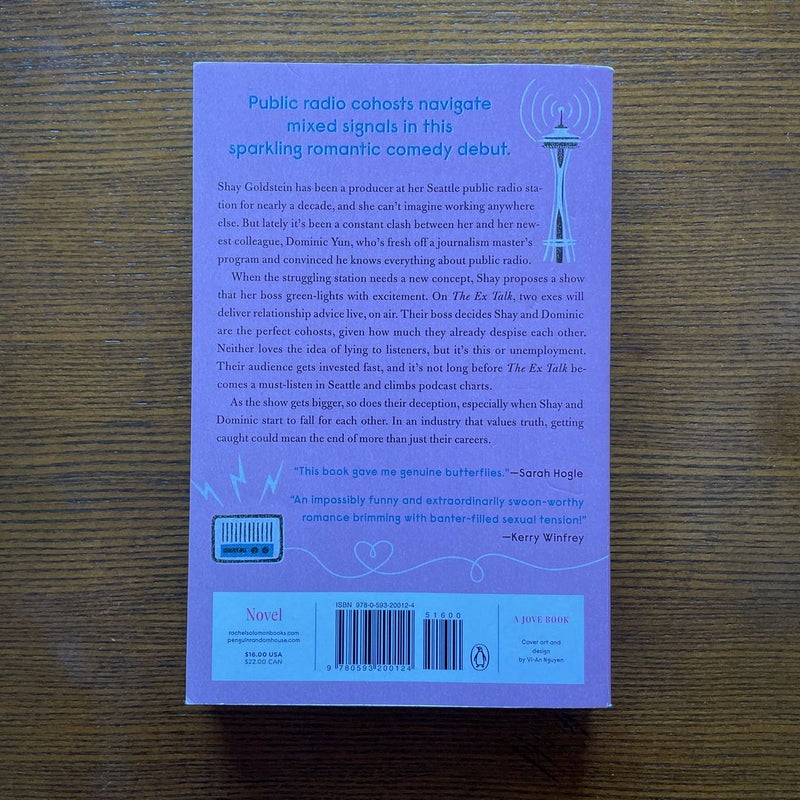 Public radio cohosts navigate
mixed signals in this
sparkling romantic comedy debut.
Shay Goldstein has been a producer at her Seattle public radio sta-
tion for nearly a decade, and she can't imagine working anywhere
else. But lately it's been a constant clash between her and her new-
est colleague, Dominic Yun, who's fresh off a journalism master's
program and convinced he knows everything about public radio.
When the struggling station needs a new concept, Shay proposes a show
that her boss green-lights with excitement. On The Ex Talk, two exes will
deliver relationship advice live, on air. Their boss decides Shay and Dominic
are the perfect cohosts, given how much they already despise each other.
Neither loves the idea of lying to listeners, but it's this or unemployment.
Their audience gets invested fast, and it's not long before The Ex Talk be-
comes a must-listen in Seattle and climbs podcast charts.
As the show gets bigger, so does their deception, especially when Shay and
Dominic start to fall for each other. In an industry that values truth, getting
caught could mean the end of more than just their careers.
"This book gave me genuine butterflies."—Sarah Hogle
"An impossibly funny and extraordinarily swoon-worthy
romance brimming with banter-filled sexual tension!"
—Kerry Winfrey
Novel
rachelsolomonbooks.com
penguinrandomhouse.com
$16.00 USA
$22.00 CAN
ISBN 978-0-593-20012-4
51600
9 780593 200124
A JOVE BOOK
Cover art and
design
by Vi-An Nguyen